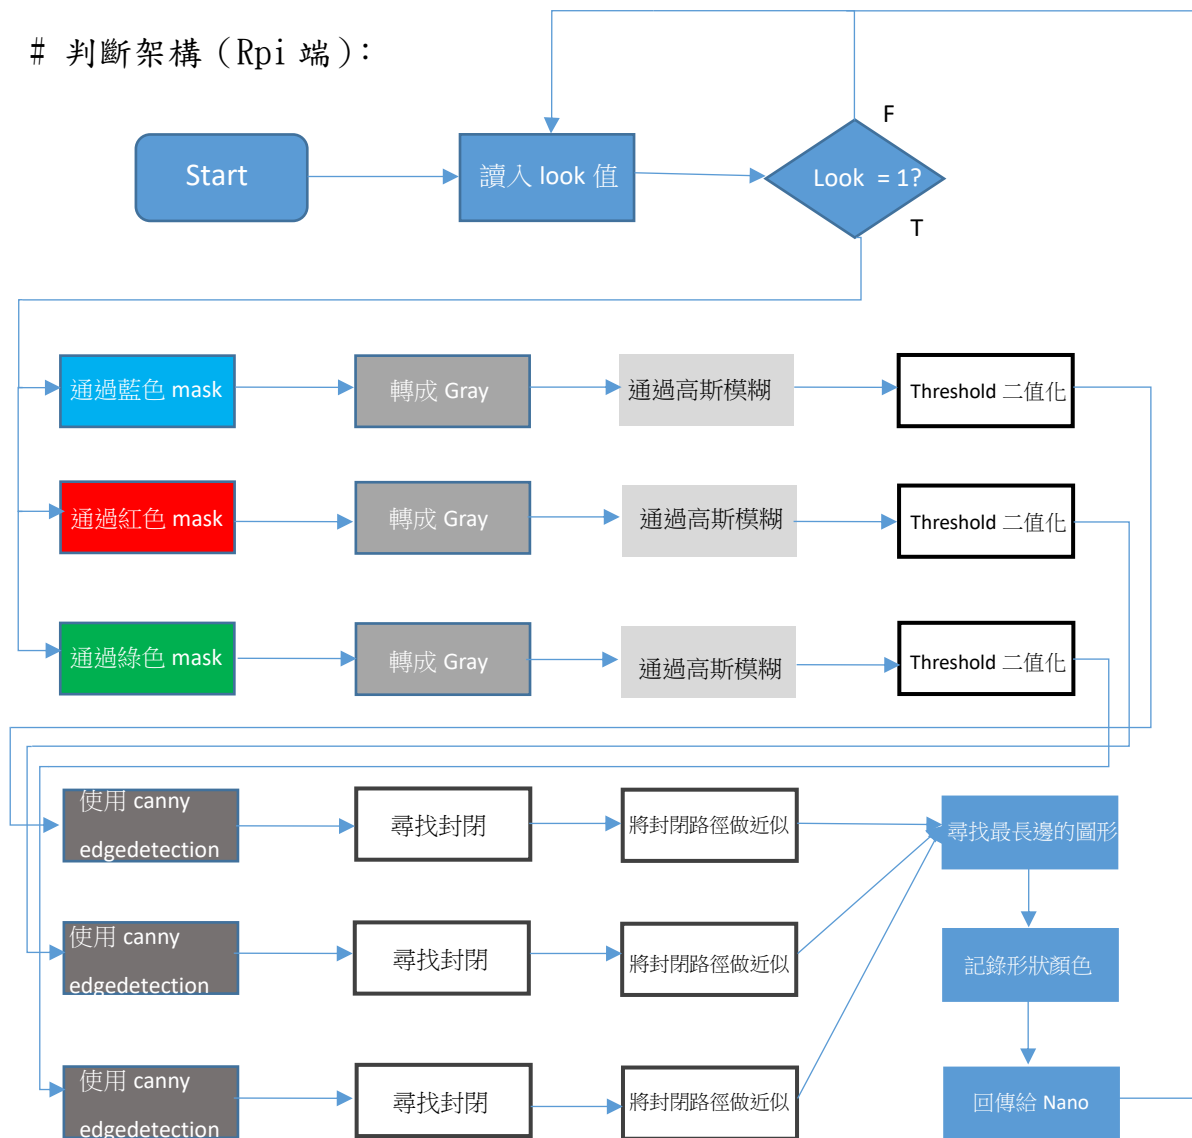 # 判斷架構（Rpi 端）：
Start
讀入 look 值
Look = 1?
F
T
通過藍色 mask
轉成 Gray
通過高斯模糊
Threshold 二值化
通過紅色 mask
轉成 Gray
通過高斯模糊
Threshold 二值化
通過綠色 mask
轉成 Gray
通過高斯模糊
Threshold 二值化
使用 canny
edgedetection
尋找封閉
將封閉路徑做近似
尋找最長邊的圖形
使用 canny
edgedetection
尋找封閉
將封閉路徑做近似
記錄形狀顏色
使用 canny
edgedetection
尋找封閉
將封閉路徑做近似
回傳給 Nano